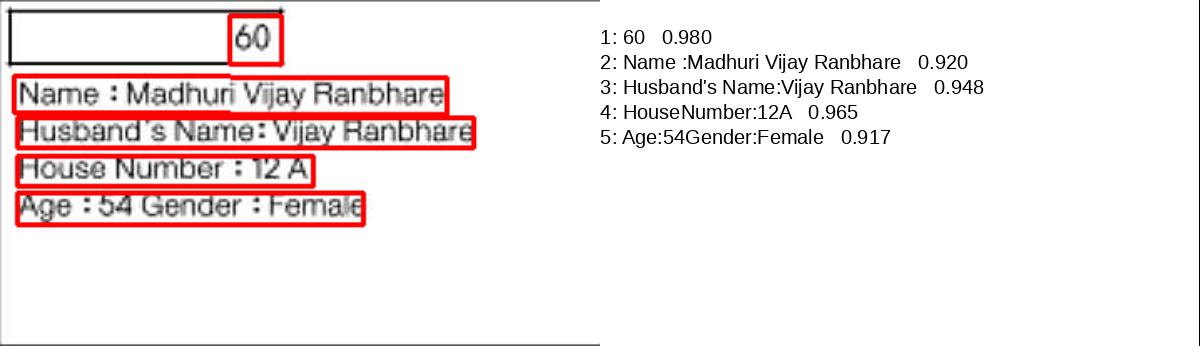 60
Name : Madhuri Vijay Ranbhare
Husband's Name: Vijay Ranbhare
House Number : 12 A
Age : 54 Gender : Female
1: 60 0.980
2: Name :Madhuri Vijay Ranbhare 0.920
3: Husband's Name:Vijay Ranbhare 0.948
4: HouseNumber:12A 0.965
5: Age:54Gender:Female 0.917